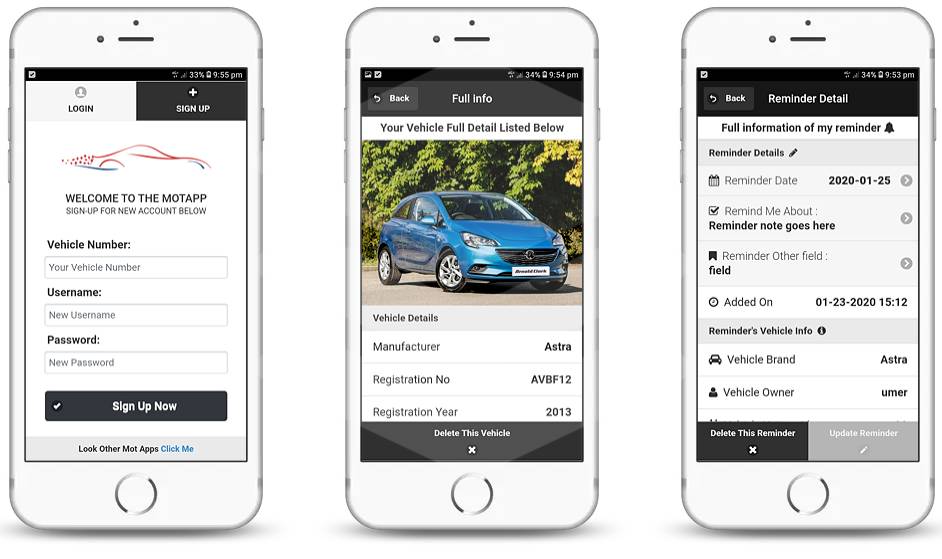 33% 9:55 pm
LOGIN
SIGN UP
WELCOME TO THE MOTAPP
SIGN-UP FOR NEW ACCOUNT BELOW
Vehicle Number:
Your Vehicle Number
Username:
New Username
Password:
New Password
Sign Up Now
Look Other Mot Apps Click Me
34% 9:54 pm
Back
Full info
Your Vehicle Full Detail Listed Below
Arnold Clark
Vehicle Details
Manufacturer Astra
Registration No AVBF12
Registration Year 2013
Delete This Vehicle
34% 9:53 pm
Back
Reminder Detail
Full information of my reminder
Reminder Details
Reminder Date 2020-01-25
Remind Me About :
Reminder note goes here
Reminder Other field :
field
Added On 01-23-2020 15:12
Reminder's Vehicle Info
Vehicle Brand Astra
Vehicle Owner umer
Delete This Reminder
Update Reminder